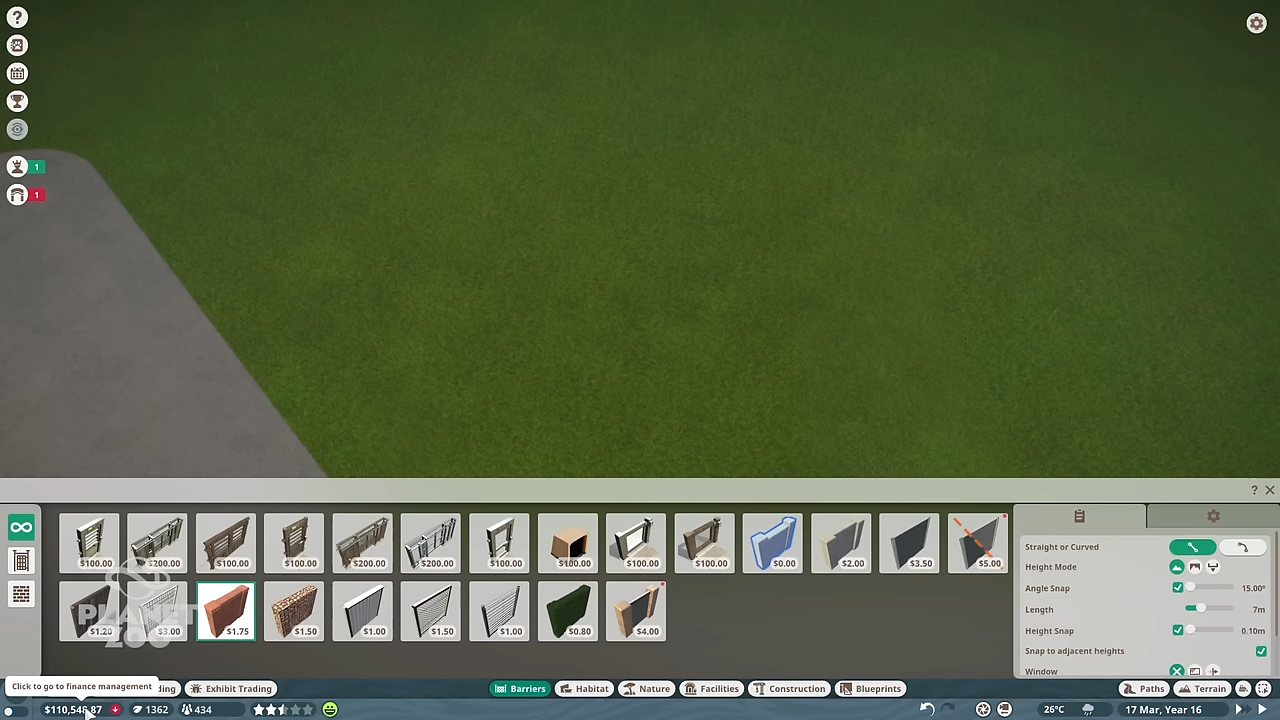 ?
1
1
? ×
$100.00 $200.00 $100.00 $100.00 $200.00 $200.00 $100.00 $100.00 $100.00 $100.00 $0.00 $2.00 $3.50 $5.00
$1.20 $3.00 $1.75 $1.50 $1.00 $1.50 $1.00 $0.80 $4.00
PLANET
ZOO
Straight or Curved
Height Mode
Angle Snap 15.00°
Length 7m
Height Snap 0.10m
Snap to adjacent heights
Window
Click to go to finance management
Exhibit Trading Barriers Habitat Nature Facilities Construction Blueprints Paths Terrain
1362 434 26°C 17 Mar, Year 16